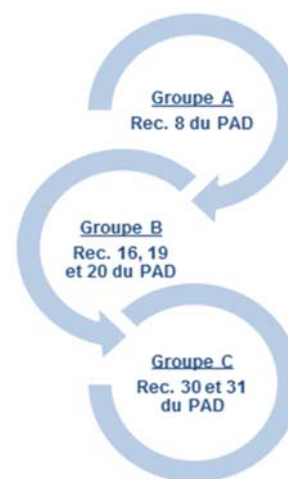 Groupe A
Rec. 8 du PAD
Groupe B
Rec. 16, 19
et 20 du PAD
Groupe C
Rec. 30 et 31
du PAD